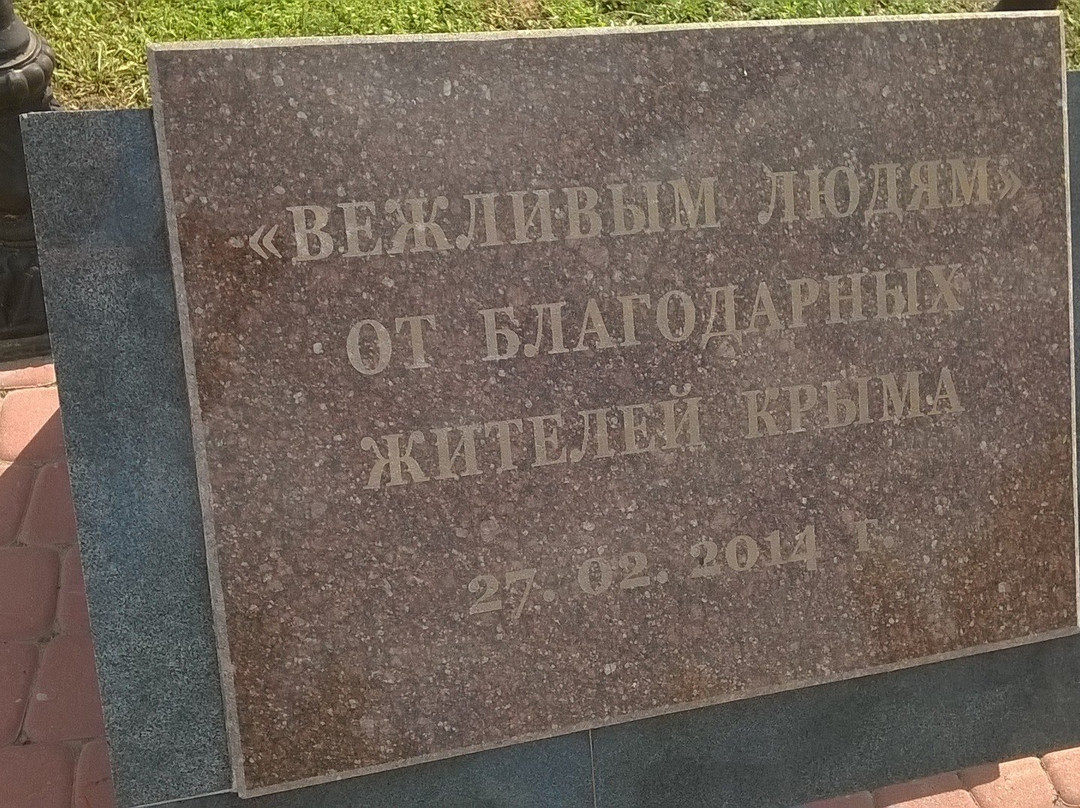 «ВЕЖЛИВЫМ ЛЮДЯМ»
ОТ БЛАГОДАРНЫХ
ЖИТЕЛЕЙ КРЫМА
27. 02. 2014 г.